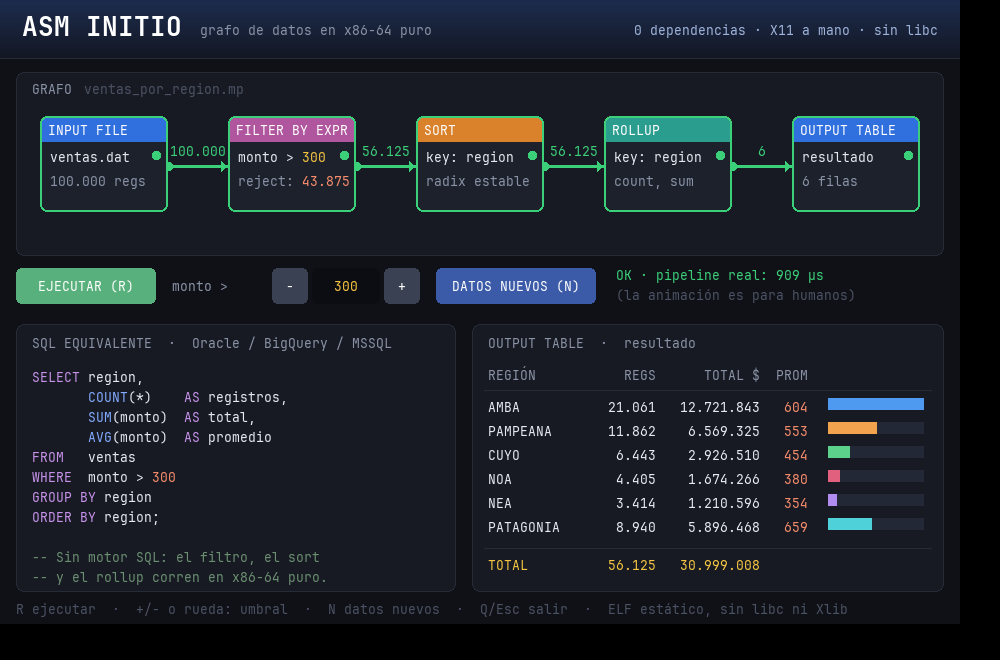 ASM INITIO grafo de datos en x86-64 puro 0 dependencias · X11 a mano · sin libc
GRAFO ventas_por_region.mp
INPUT FILE FILTER BY EXPR SORT ROLLUP OUTPUT TABLE
ventas.dat 100.000 monto > 300 56.125 key: region 56.125 key: region 6 resultado
100.000 regs reject: 43.875 radix estable count, sum 6 filas
EJECUTAR (R) monto > - 300 + DATOS NUEVOS (N) OK · pipeline real: 909 µs
(la animación es para humanos)
SQL EQUIVALENTE · Oracle / BigQuery / MSSQL
SELECT region,
COUNT(*) AS registros,
SUM(monto) AS total,
AVG(monto) AS promedio
FROM ventas
WHERE monto > 300
GROUP BY region
ORDER BY region;
-- Sin motor SQL: el filtro, el sort
-- y el rollup corren en x86-64 puro.
OUTPUT TABLE · resultado
REGIÓN REGS TOTAL $ PROM
AMBA 21.061 12.721.843 604
PAMPEANA 11.862 6.569.325 553
CUYO 6.443 2.926.510 454
NOA 4.405 1.674.266 380
NEA 3.414 1.210.596 354
PATAGONIA 8.940 5.896.468 659
TOTAL 56.125 30.999.008
R ejecutar · +/- o rueda: umbral · N datos nuevos · Q/Esc salir · ELF estático, sin libc ni Xlib